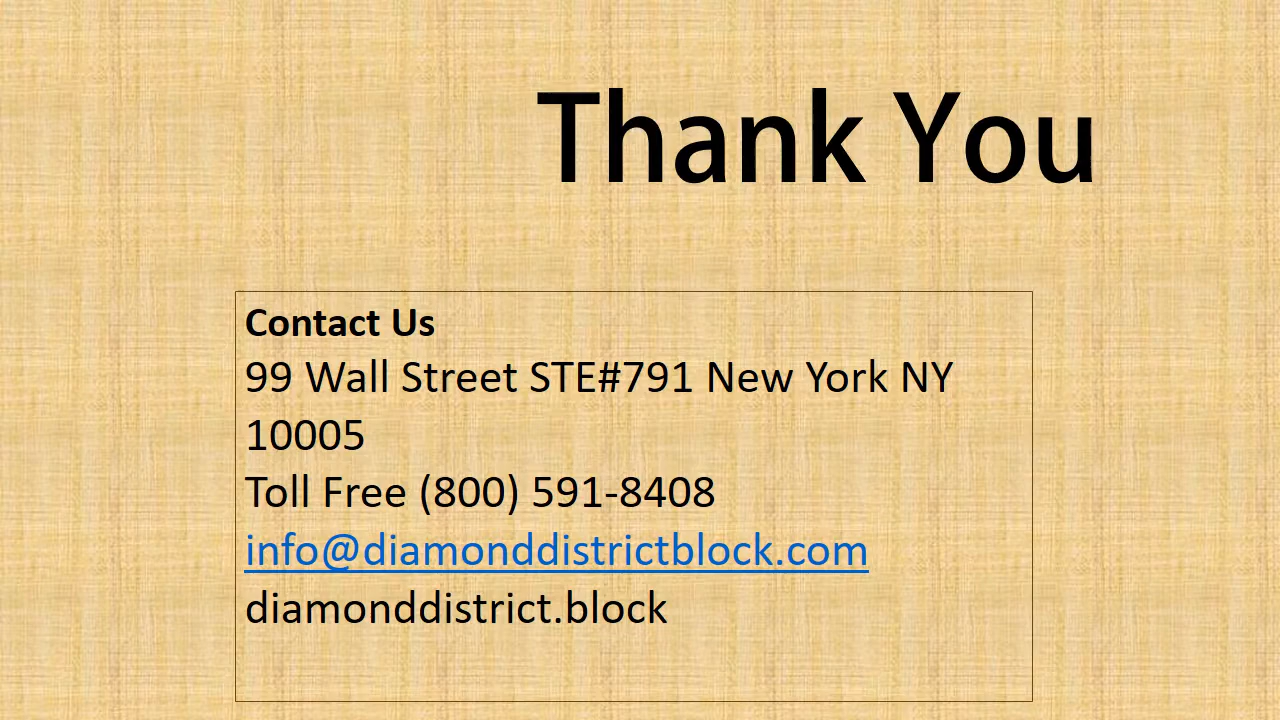 Thank You
Contact Us
99 Wall Street STE#791 New York NY
10005
Toll Free (800) 591-8408
info@diamonddistrictblock.com
diamonddistrict.block